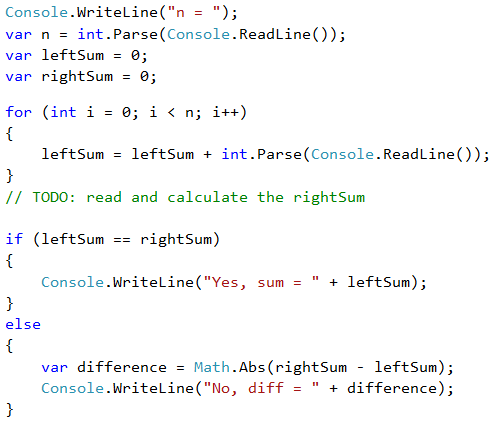 Console.WriteLine("n = ");
var n = int.Parse(Console.ReadLine());
var leftSum = 0;
var rightSum = 0;
for (int i = 0; i < n; i++)
{
    leftSum = leftSum + int.Parse(Console.ReadLine());
}
// TODO: read and calculate the rightSum
if (leftSum == rightSum)
{
    Console.WriteLine("Yes, sum = " + leftSum);
}
else
{
    var difference = Math.Abs(rightSum - leftSum);
    Console.WriteLine("No, diff = " + difference);
}